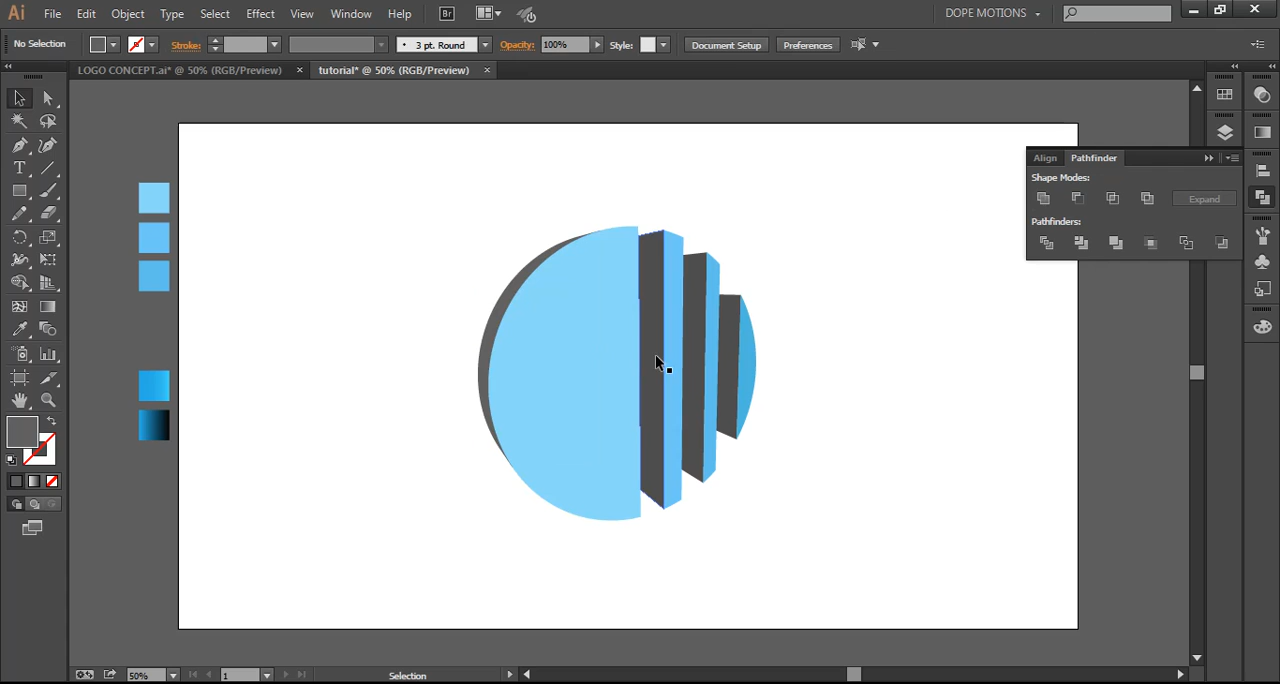 Ai File Edit Object Type Select Effect View Window Help Br DOPE MOTIONS
No Selection Stroke: 3 pt. Round Opacity: 100% Style: Document Setup Preferences
LOGO CONCEPT.ai* @ 50% (RGB/Preview) × tutorial* @ 50% (RGB/Preview) ×
Align Pathfinder
Shape Modes:
Expand
Pathfinders:
50% 1 Selection